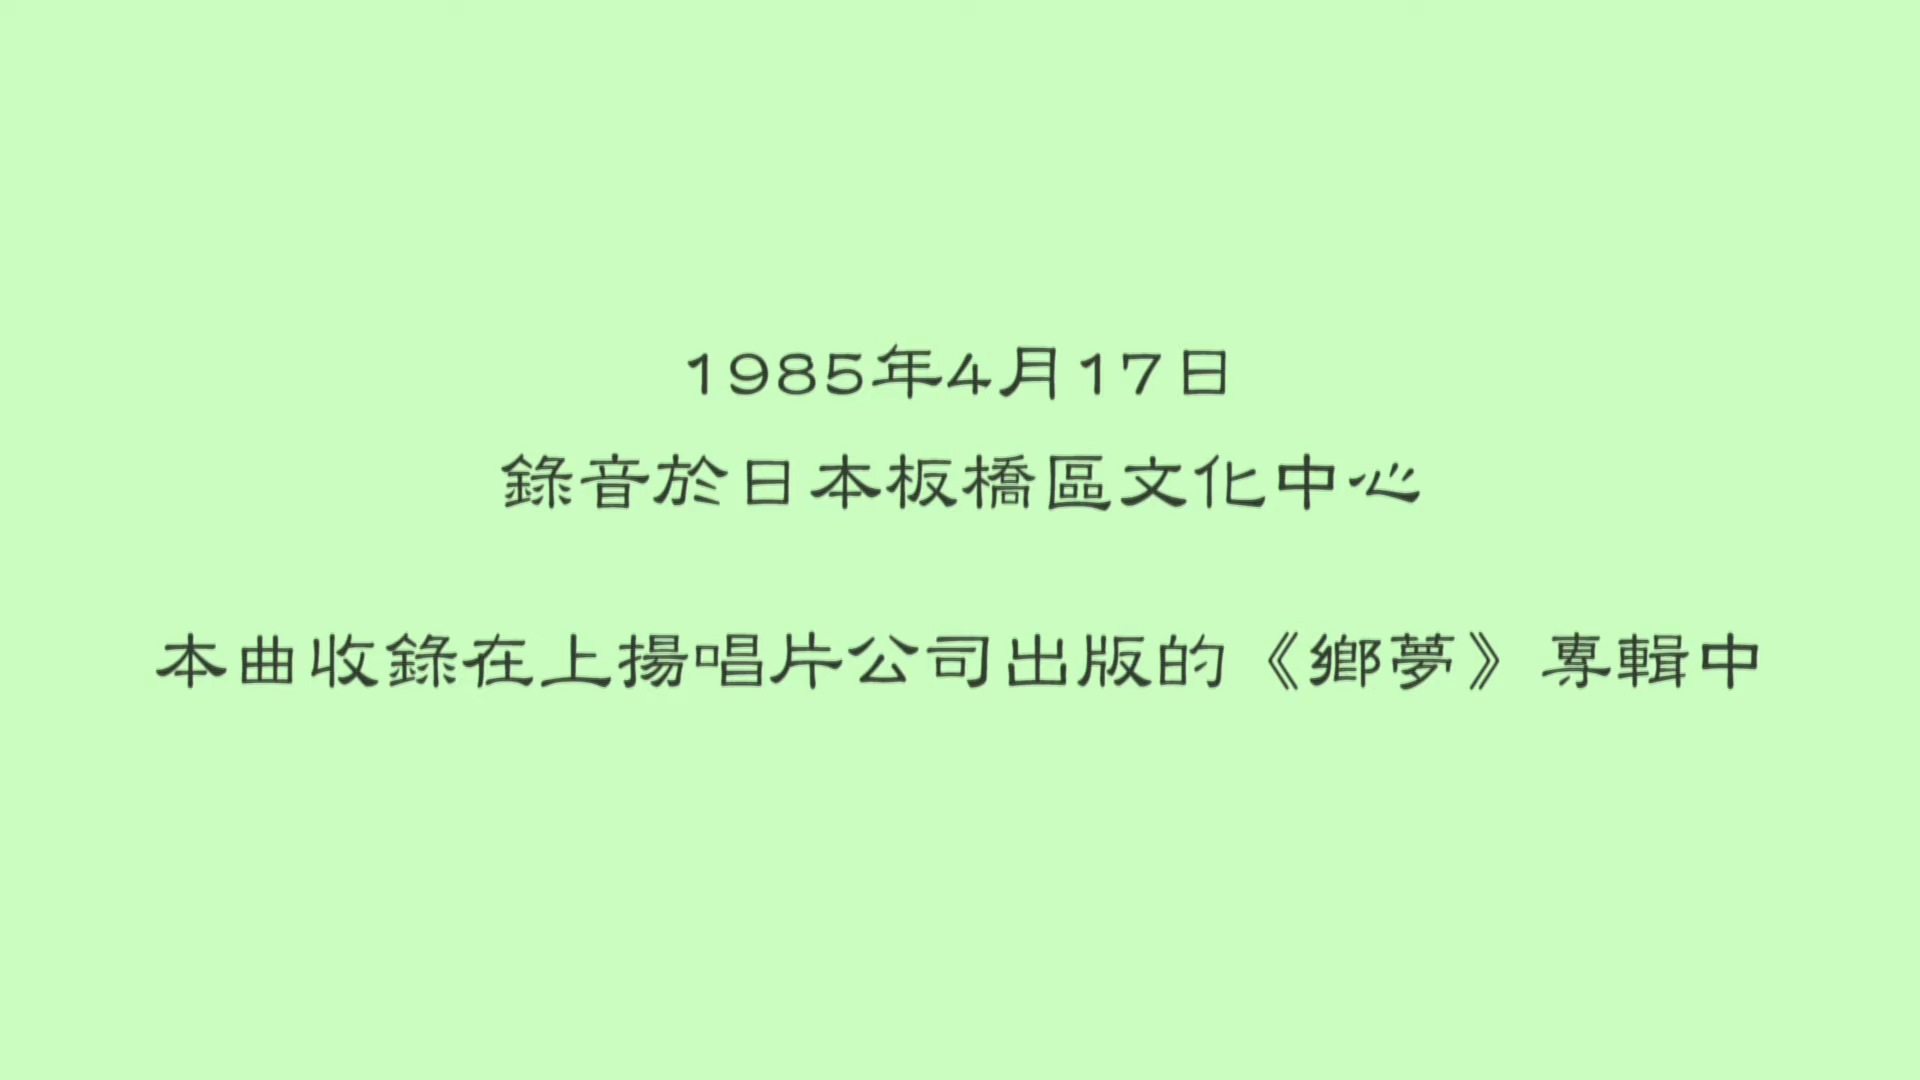 1985年4月17日
錄音於日本板橋區文化中心
本曲收錄在上揚唱片公司出版的《鄉夢》專輯中